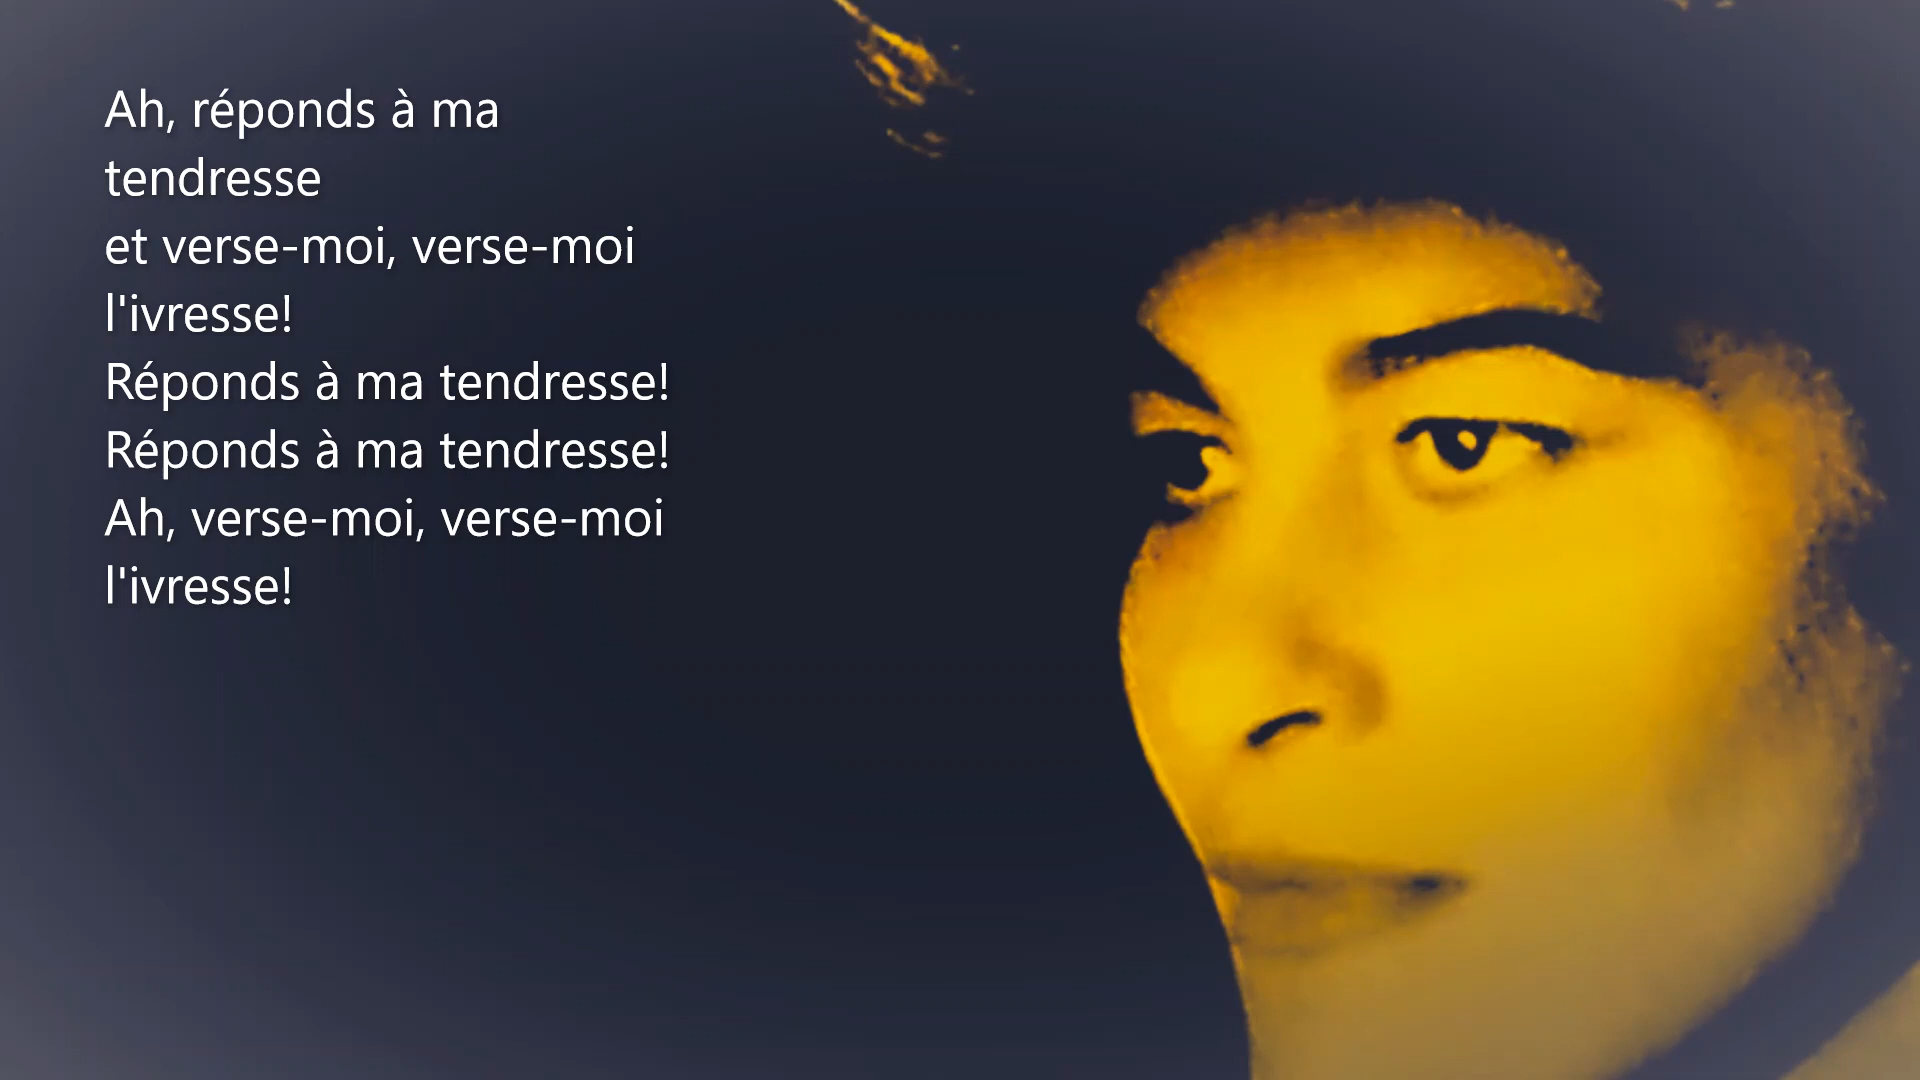 Ah, réponds à ma
tendresse
et verse-moi, verse-moi
l'ivresse!
Réponds à ma tendresse!
Réponds à ma tendresse!
Ah, verse-moi, verse-moi
l'ivresse!